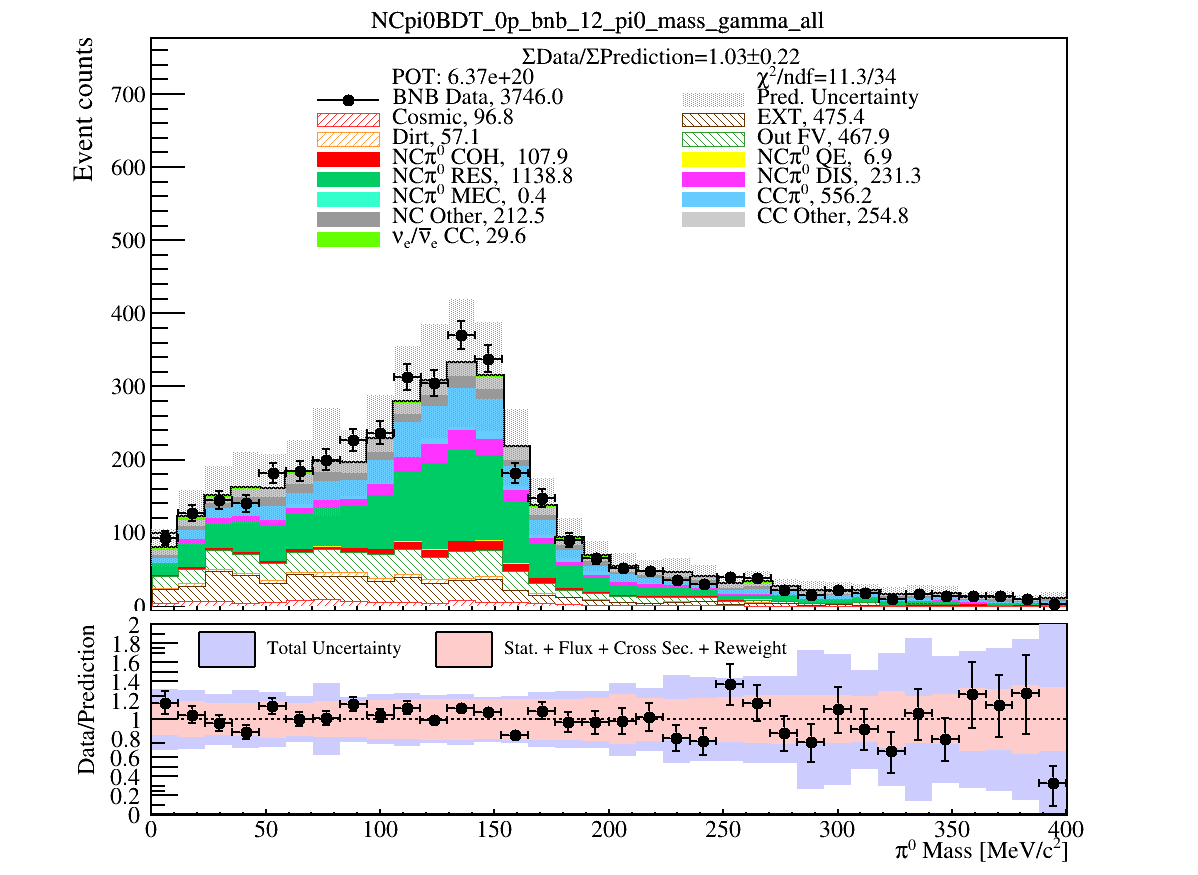 NCpi0BDT_0p_bnb_12_pi0_mass_gamma_all
ΣData/ΣPrediction=1.03±0.22
POT: 6.37e+20 χ²/ndf=11.3/34
BNB Data, 3746.0 Pred. Uncertainty
Cosmic, 96.8 EXT, 475.4
Dirt, 57.1 Out FV, 467.9
NCπ⁰ COH, 107.9 NCπ⁰ QE, 6.9
NCπ⁰ RES, 1138.8 NCπ⁰ DIS, 231.3
NCπ⁰ MEC, 0.4 CCπ⁰, 556.2
NC Other, 212.5 CC Other, 254.8
νₑ/ν̅ₑ CC, 29.6
Event counts
700
600
500
400
300
200
100
0
Data/Prediction
Total Uncertainty Stat. + Flux + Cross Sec. + Reweight
2
1.8
1.6
1.4
1.2
1
0.8
0.6
0.4
0.2
0
0 50 100 150 200 250 300 350 400
π⁰ Mass [MeV/c²]